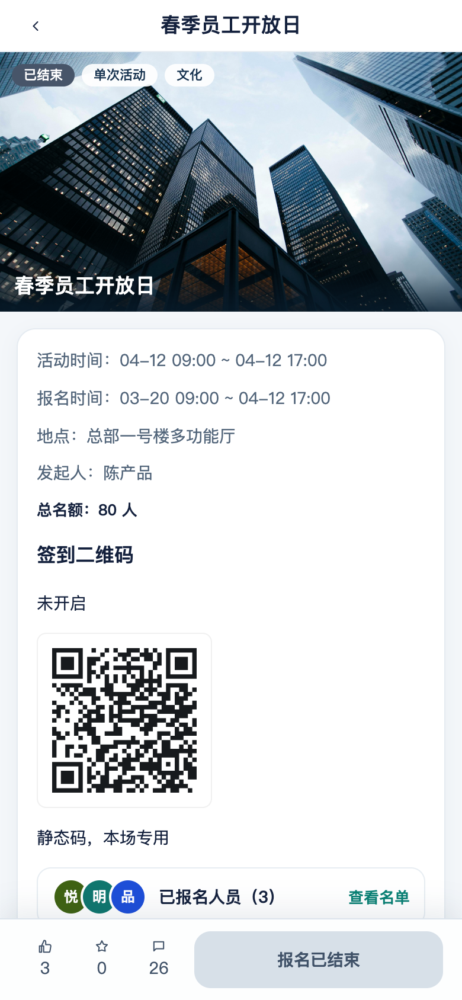 春季员工开放日
已结束
单次活动
文化
春季员工开放日
活动时间：04-12 09:00 ~ 04-12 17:00
报名时间：03-20 09:00 ~ 04-12 17:00
地点：总部一号楼多功能厅
发起人：陈产品
总名额：80 人
签到二维码
未开启
静态码，本场专用
悦 明 品 已报名人员（3） 查看名单
3 0 26
报名已结束